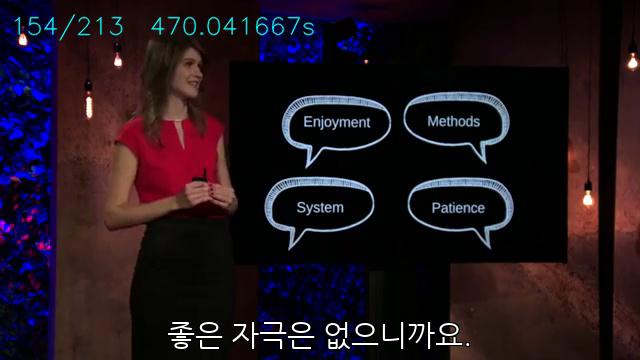 154/213 470.041667s
Enjoyment
Methods
System
Patience
좋은 자극은 없으니까요.